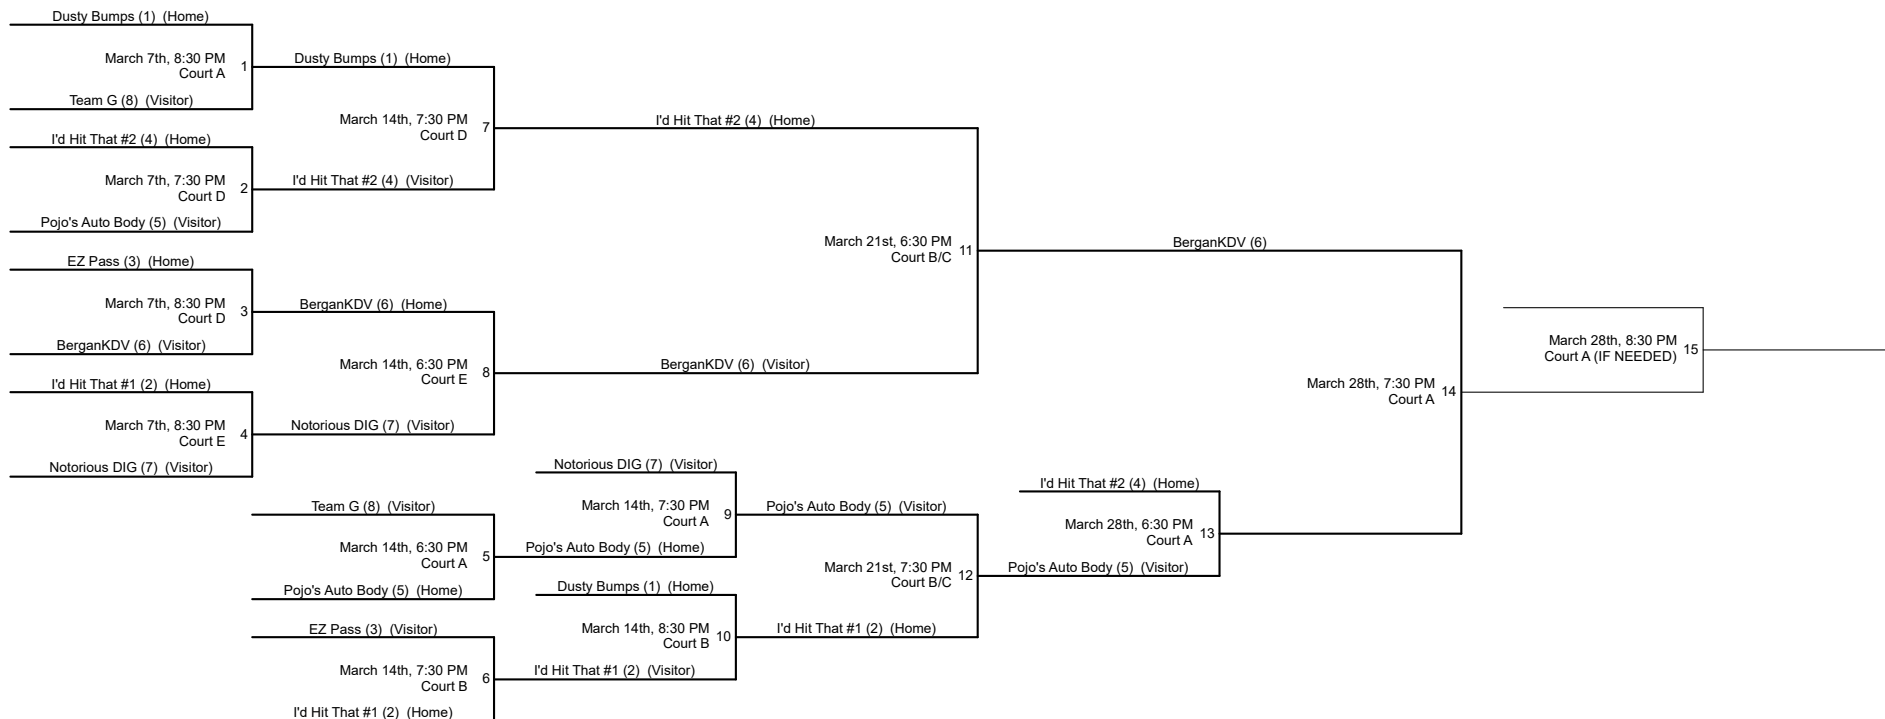 Dusty Bumps (1) (Home)
March 7th, 8:30 PM
Court A
1
Team G (8) (Visitor)
I'd Hit That #2 (4) (Home)
March 7th, 7:30 PM
Court D
2
Pojo's Auto Body (5) (Visitor)
EZ Pass (3) (Home)
March 7th, 8:30 PM
Court D
3
BerganKDV (6) (Visitor)
I'd Hit That #1 (2) (Home)
March 7th, 8:30 PM
Court E
4
Notorious DIG (7) (Visitor)
Dusty Bumps (1) (Home)
March 14th, 7:30 PM
Court D
7
I'd Hit That #2 (4) (Visitor)
BerganKDV (6) (Home)
March 14th, 6:30 PM
Court E
8
Notorious DIG (7) (Visitor)
Team G (8) (Visitor)
March 14th, 6:30 PM
Court A
5
Pojo's Auto Body (5) (Home)
EZ Pass (3) (Visitor)
March 14th, 7:30 PM
Court B
6
I'd Hit That #1 (2) (Home)
Notorious DIG (7) (Visitor)
March 14th, 7:30 PM
Court A
9
Pojo's Auto Body (5) (Home)
Dusty Bumps (1) (Home)
March 14th, 8:30 PM
Court B
10
I'd Hit That #1 (2) (Visitor)
I'd Hit That #2 (4) (Home)
March 21st, 6:30 PM
Court B/C
11
BerganKDV (6) (Visitor)
Pojo's Auto Body (5) (Visitor)
March 21st, 7:30 PM
Court B/C
12
I'd Hit That #1 (2) (Home)
I'd Hit That #2 (4) (Home)
March 28th, 6:30 PM
Court A
13
Pojo's Auto Body (5) (Visitor)
BerganKDV (6)
March 28th, 7:30 PM
Court A
14
March 28th, 8:30 PM
Court A (IF NEEDED)
15